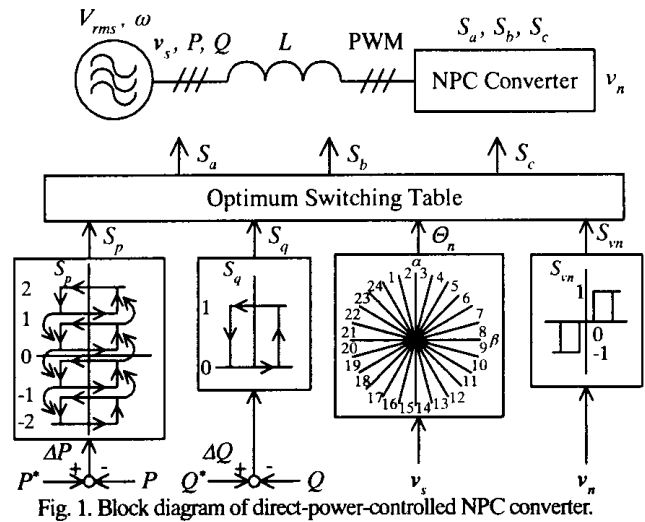 V_rms, ω
v_s, P, Q
L
PWM
S_a, S_b, S_c
NPC Converter
v_n
S_a
S_b
S_c
Optimum Switching Table
S_p
S_q
Θ_n
S_vn
S_p
2
1
0
-1
-2
S_q
1
0
α
1 2 3 4 5 6 7 8 9 10 11 12 13 14 15 16 17 18 19 20 21 22 23 24
β
S_vn
1
0
-1
ΔP
P* + - P
ΔQ
Q* + - Q
v_s
v_n
Fig. 1. Block diagram of direct-power-controlled NPC converter.